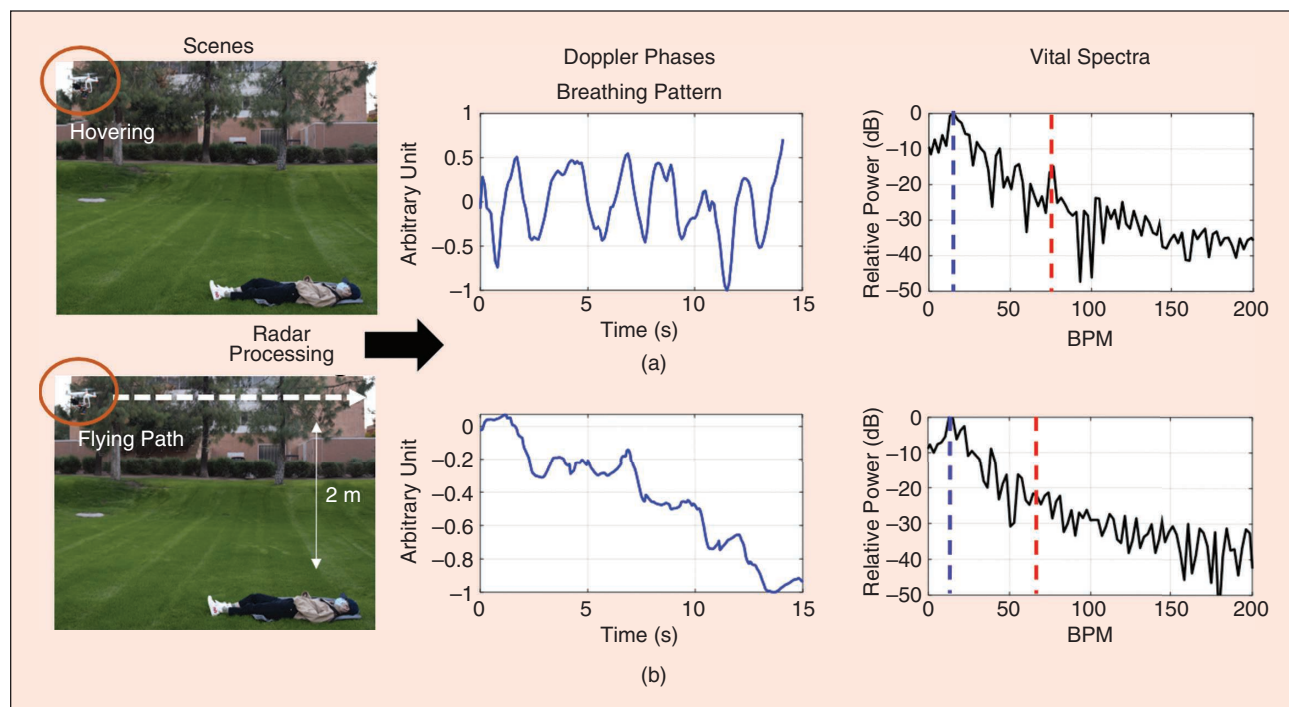 Scenes
Doppler Phases
Vital Spectra
Breathing Pattern
Hovering
Arbitrary Unit
1
0.5
0
−0.5
−1
0
5
10
15
Time (s)
Relative Power (dB)
0
−10
−20
−30
−40
−50
0
50
100
150
200
BPM
Radar
Processing
(a)
Flying Path
2 m
Arbitrary Unit
0
−0.2
−0.4
−0.6
−0.8
−1
0
5
10
15
Time (s)
Relative Power (dB)
0
−10
−20
−30
−40
−50
0
50
100
150
200
BPM
(b)